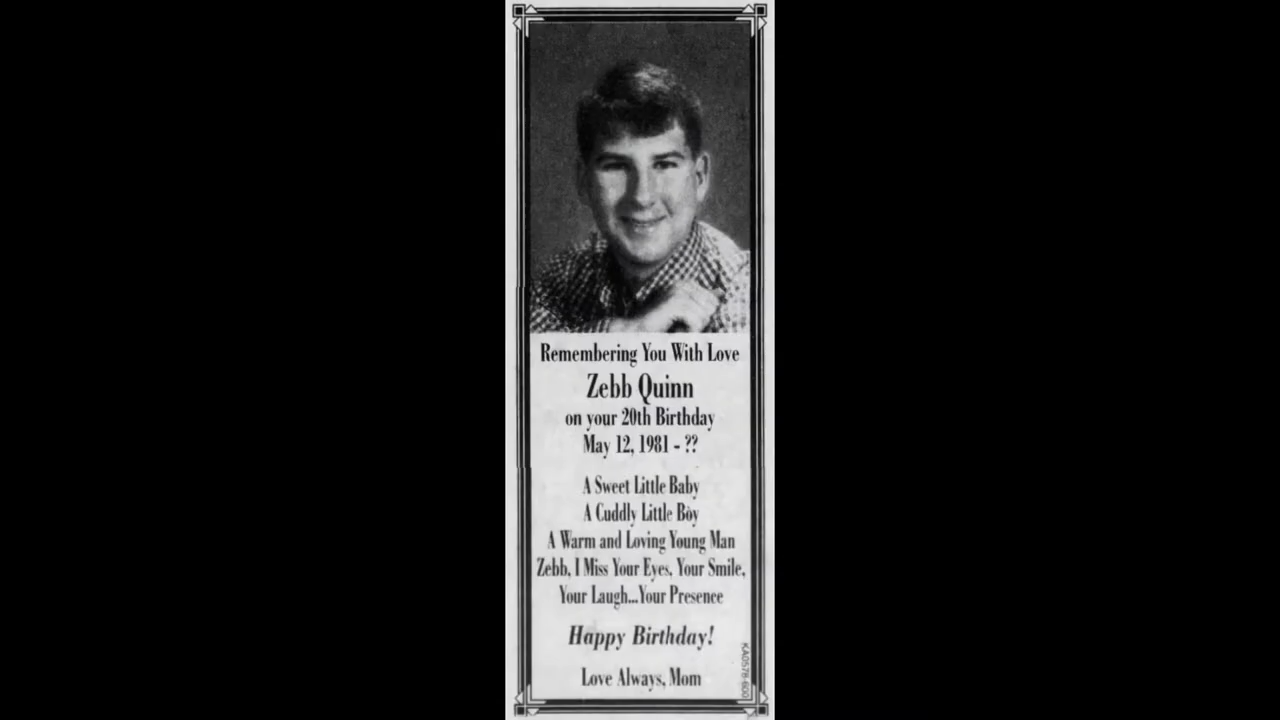 Remembering You With Love
Zebb Quinn
on your 20th Birthday
May 12, 1981 - ??
A Sweet Little Baby
A Cuddly Little Boy
A Warm and Loving Young Man
Zebb, I Miss Your Eyes, Your Smile,
Your Laugh...Your Presence
Happy Birthday!
Love Always, Mom
KA0578-600